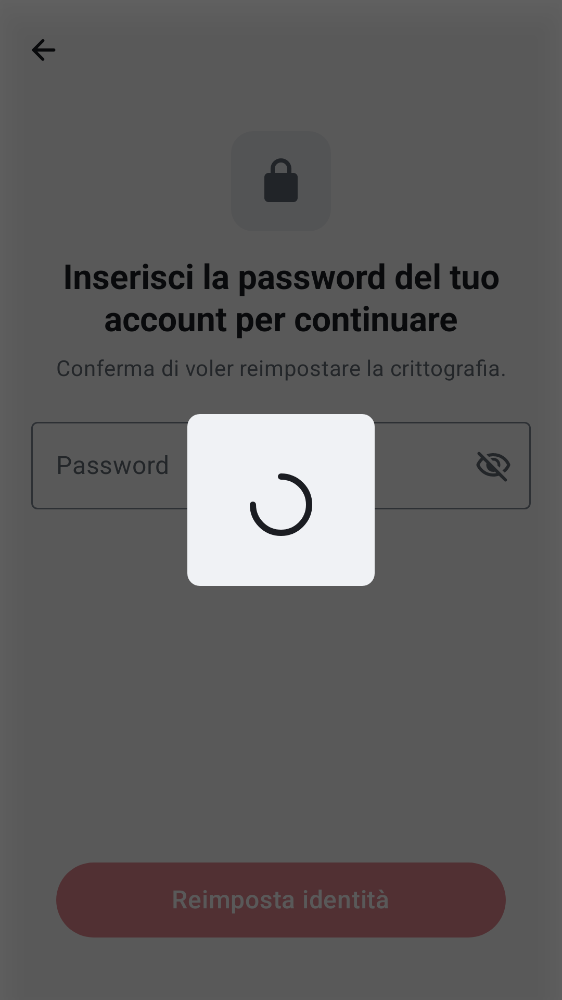 Inserisci la password del tuo
account per continuare
Conferma di voler reimpostare la crittografia.
Password
Reimposta identità